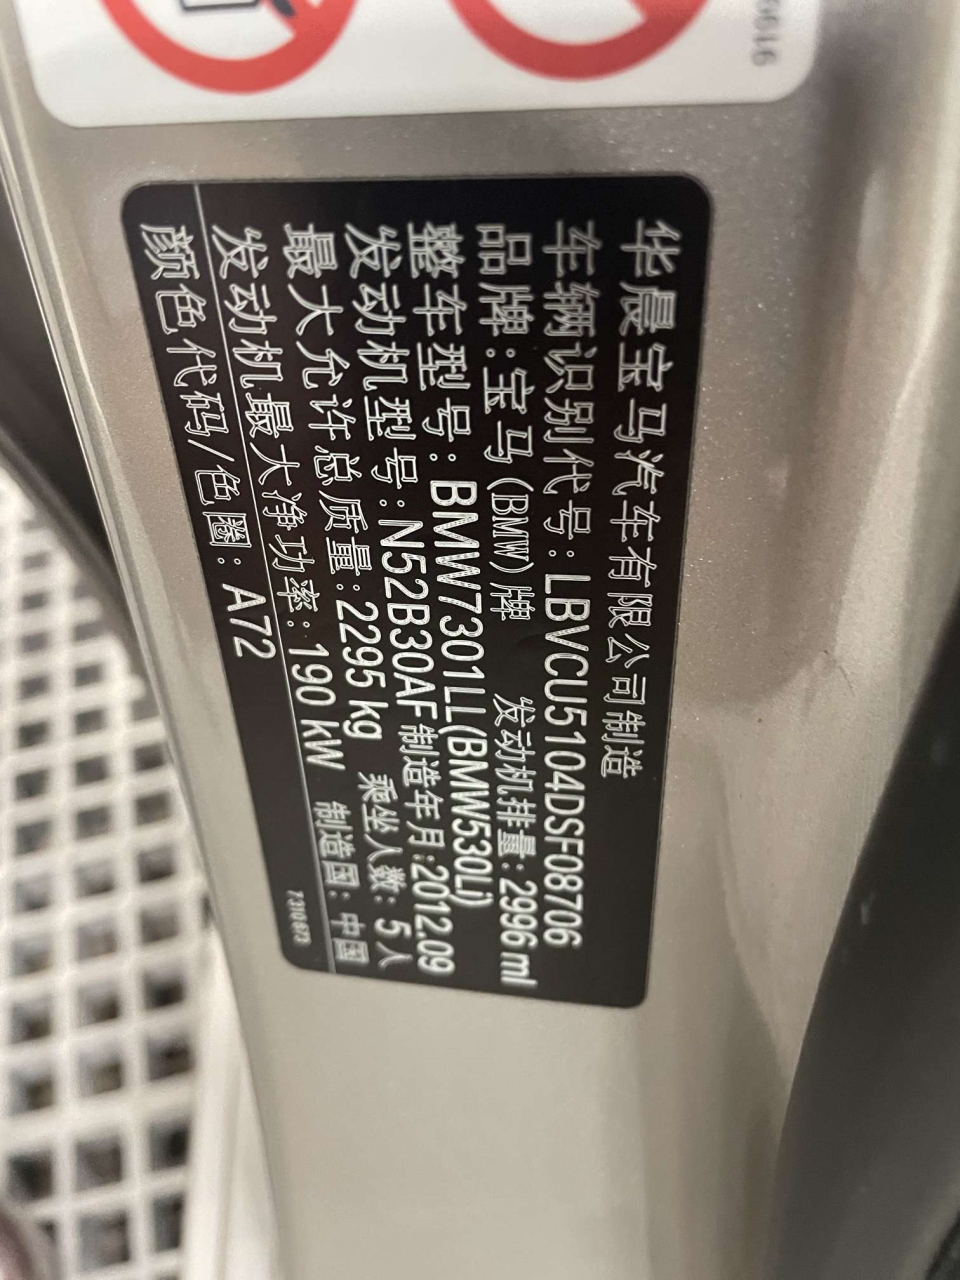 华晨宝马汽车有限公司制造
车辆识别代号:LBVCU5104DSF08706
品牌:宝马(BMW)牌 发动机排量:2996 ml
整车型号:BMW7301LL(BMW530Li)
发动机型号:N52B30AF 制造年月:2012.09
最大允许总质量:2295 kg 乘坐人数:5人
发动机最大净功率:190 kW 制造国:中国
颜色代码/色圈:A72